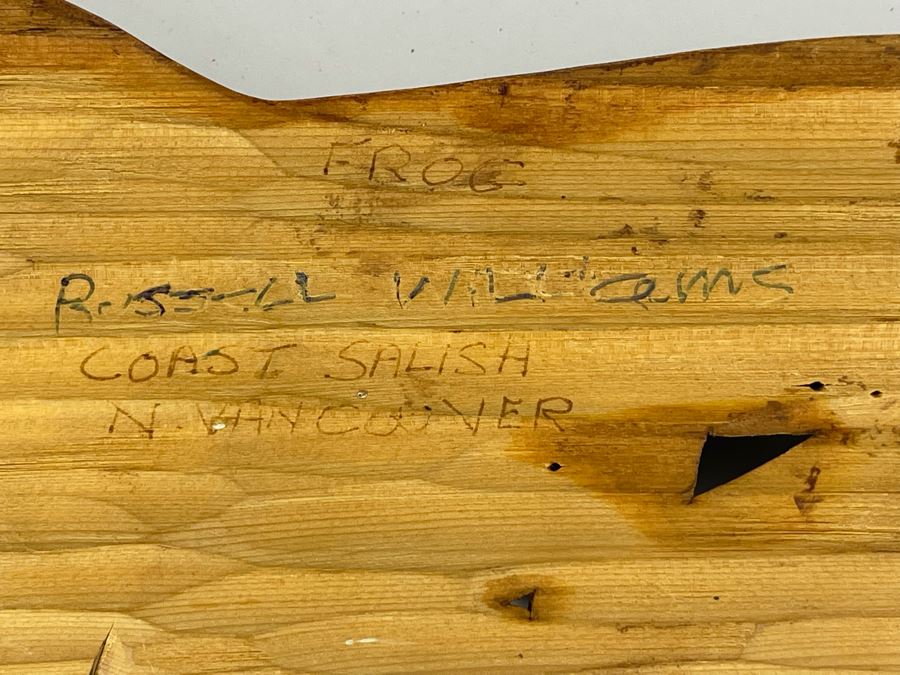 FROG
Russell Williams
COAST SALISH
N. VANCOUVER